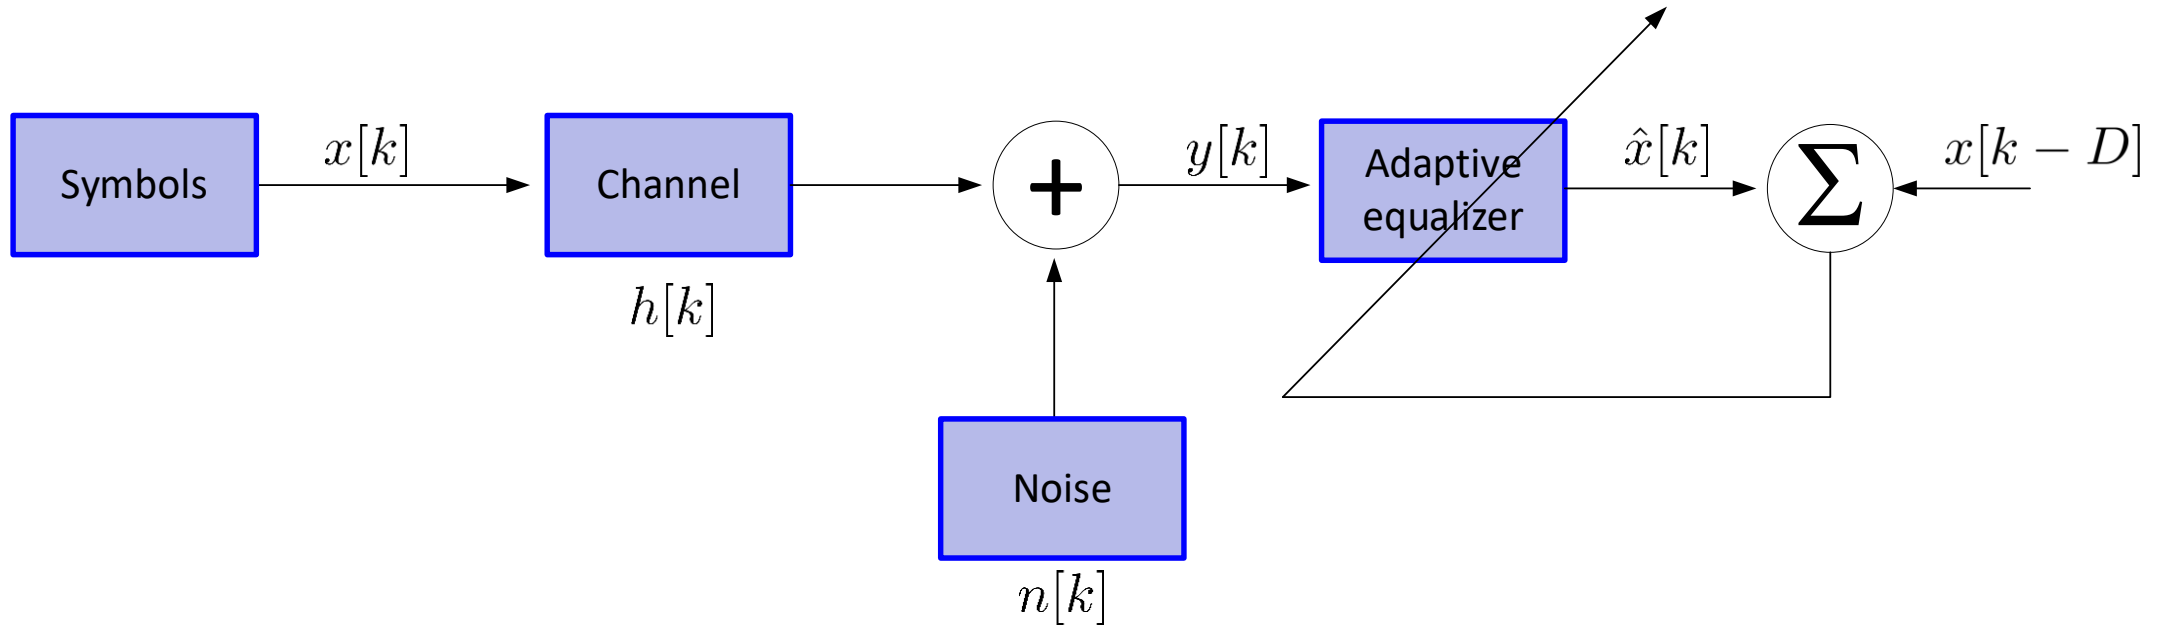 Symbols
x[k]
Channel
h[k]
+
Noise
n[k]
y[k]
Adaptive
equalizer
x̂[k]
∑
x[k − D]